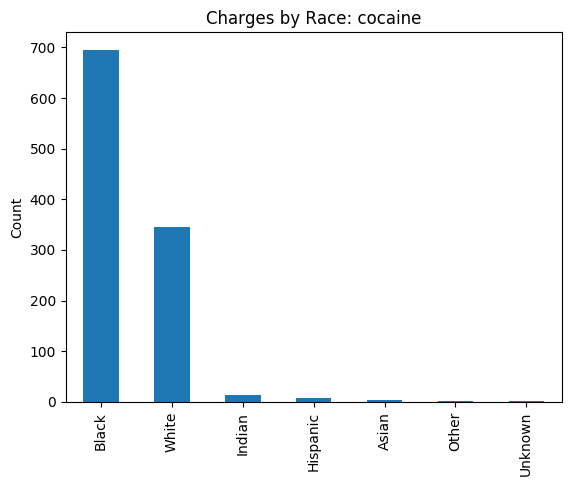 Charges by Race: cocaine
700
600
500
400
300
200
100
0
Count
Black
White
Indian
Hispanic
Asian
Other
Unknown